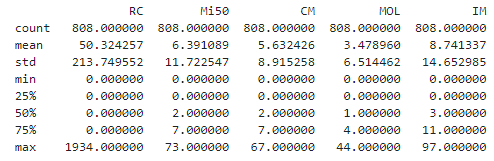 RC Mi50 CM MOL IM
count 808.000000 808.000000 808.000000 808.000000 808.000000
mean 50.324257 6.391089 5.632426 3.478960 8.741337
std 213.749552 11.722547 8.915258 6.514462 14.652985
min 0.000000 0.000000 0.000000 0.000000 0.000000
25% 0.000000 0.000000 0.000000 0.000000 0.000000
50% 0.000000 2.000000 2.000000 1.000000 3.000000
75% 0.000000 7.000000 7.000000 4.000000 11.000000
max 1934.000000 73.000000 67.000000 44.000000 97.000000